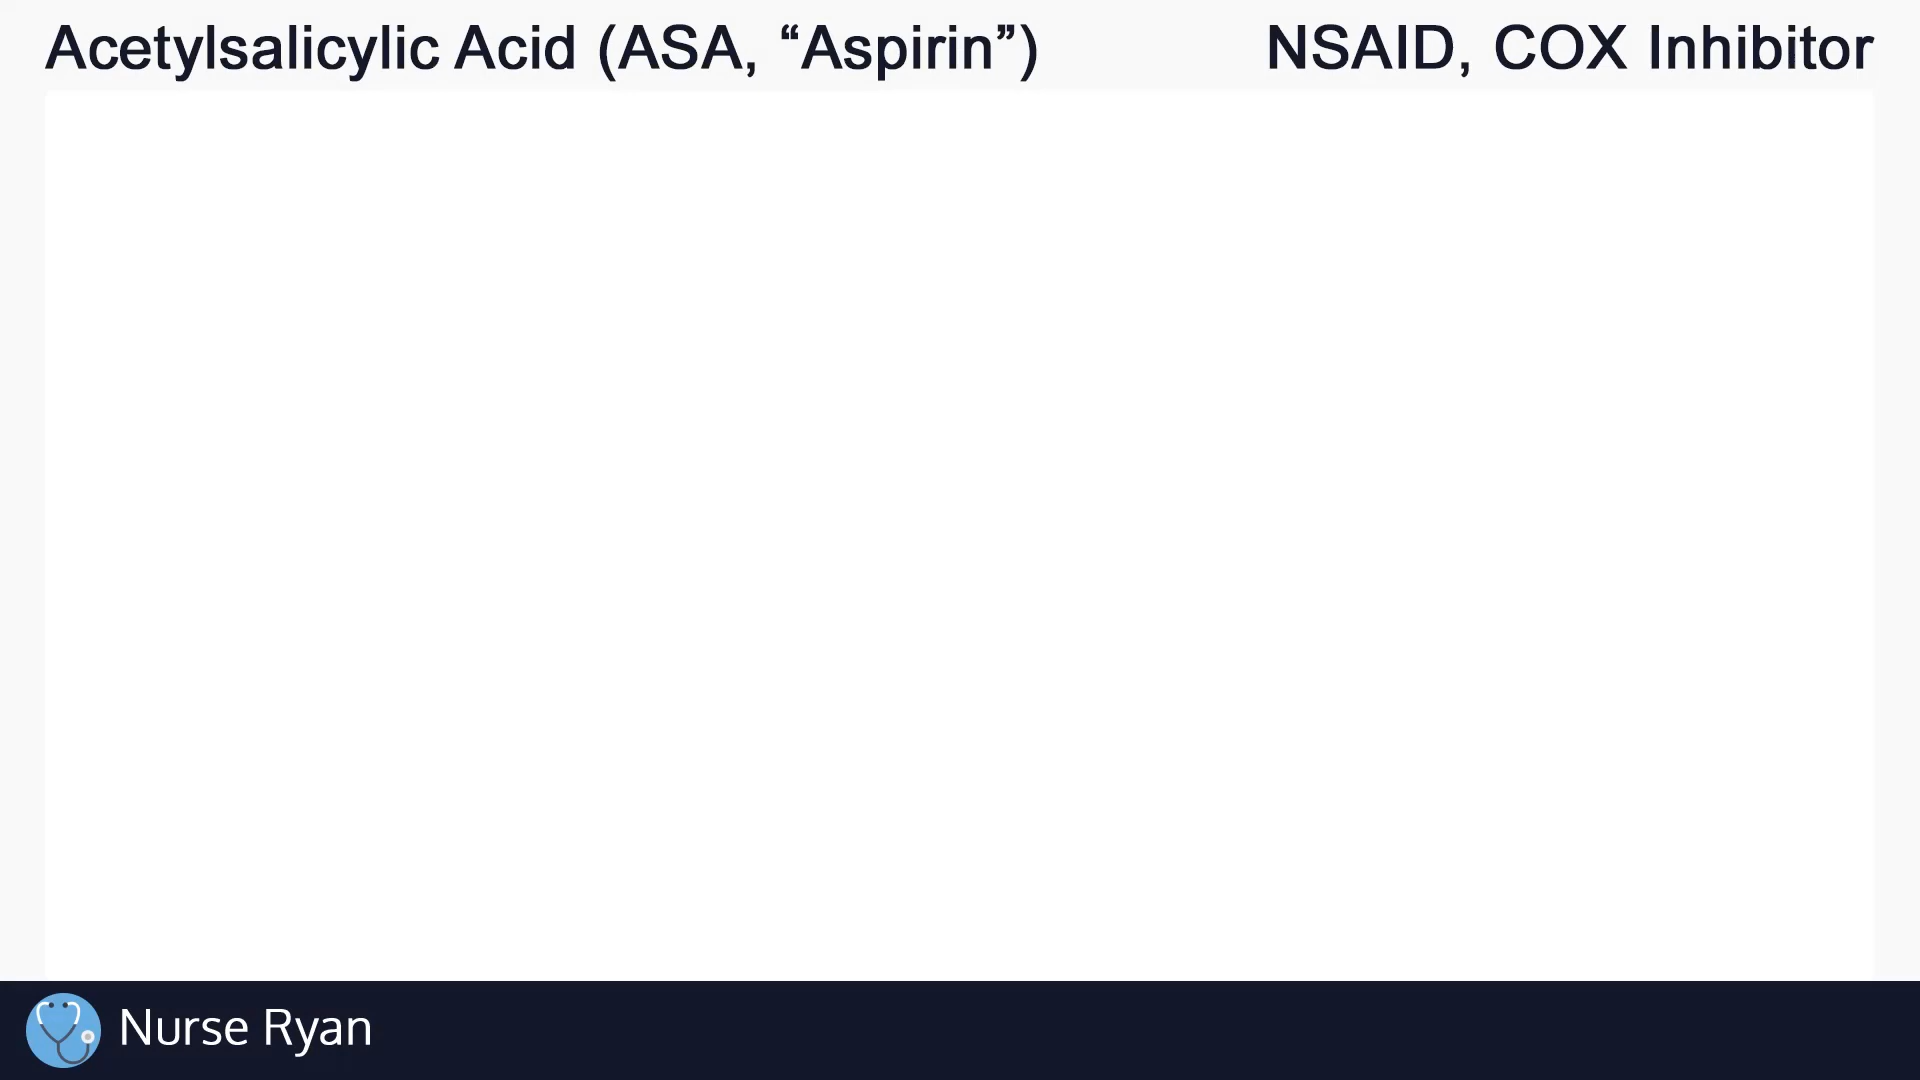 Acetylsalicylic Acid (ASA, “Aspirin”) NSAID, COX Inhibitor
Nurse Ryan